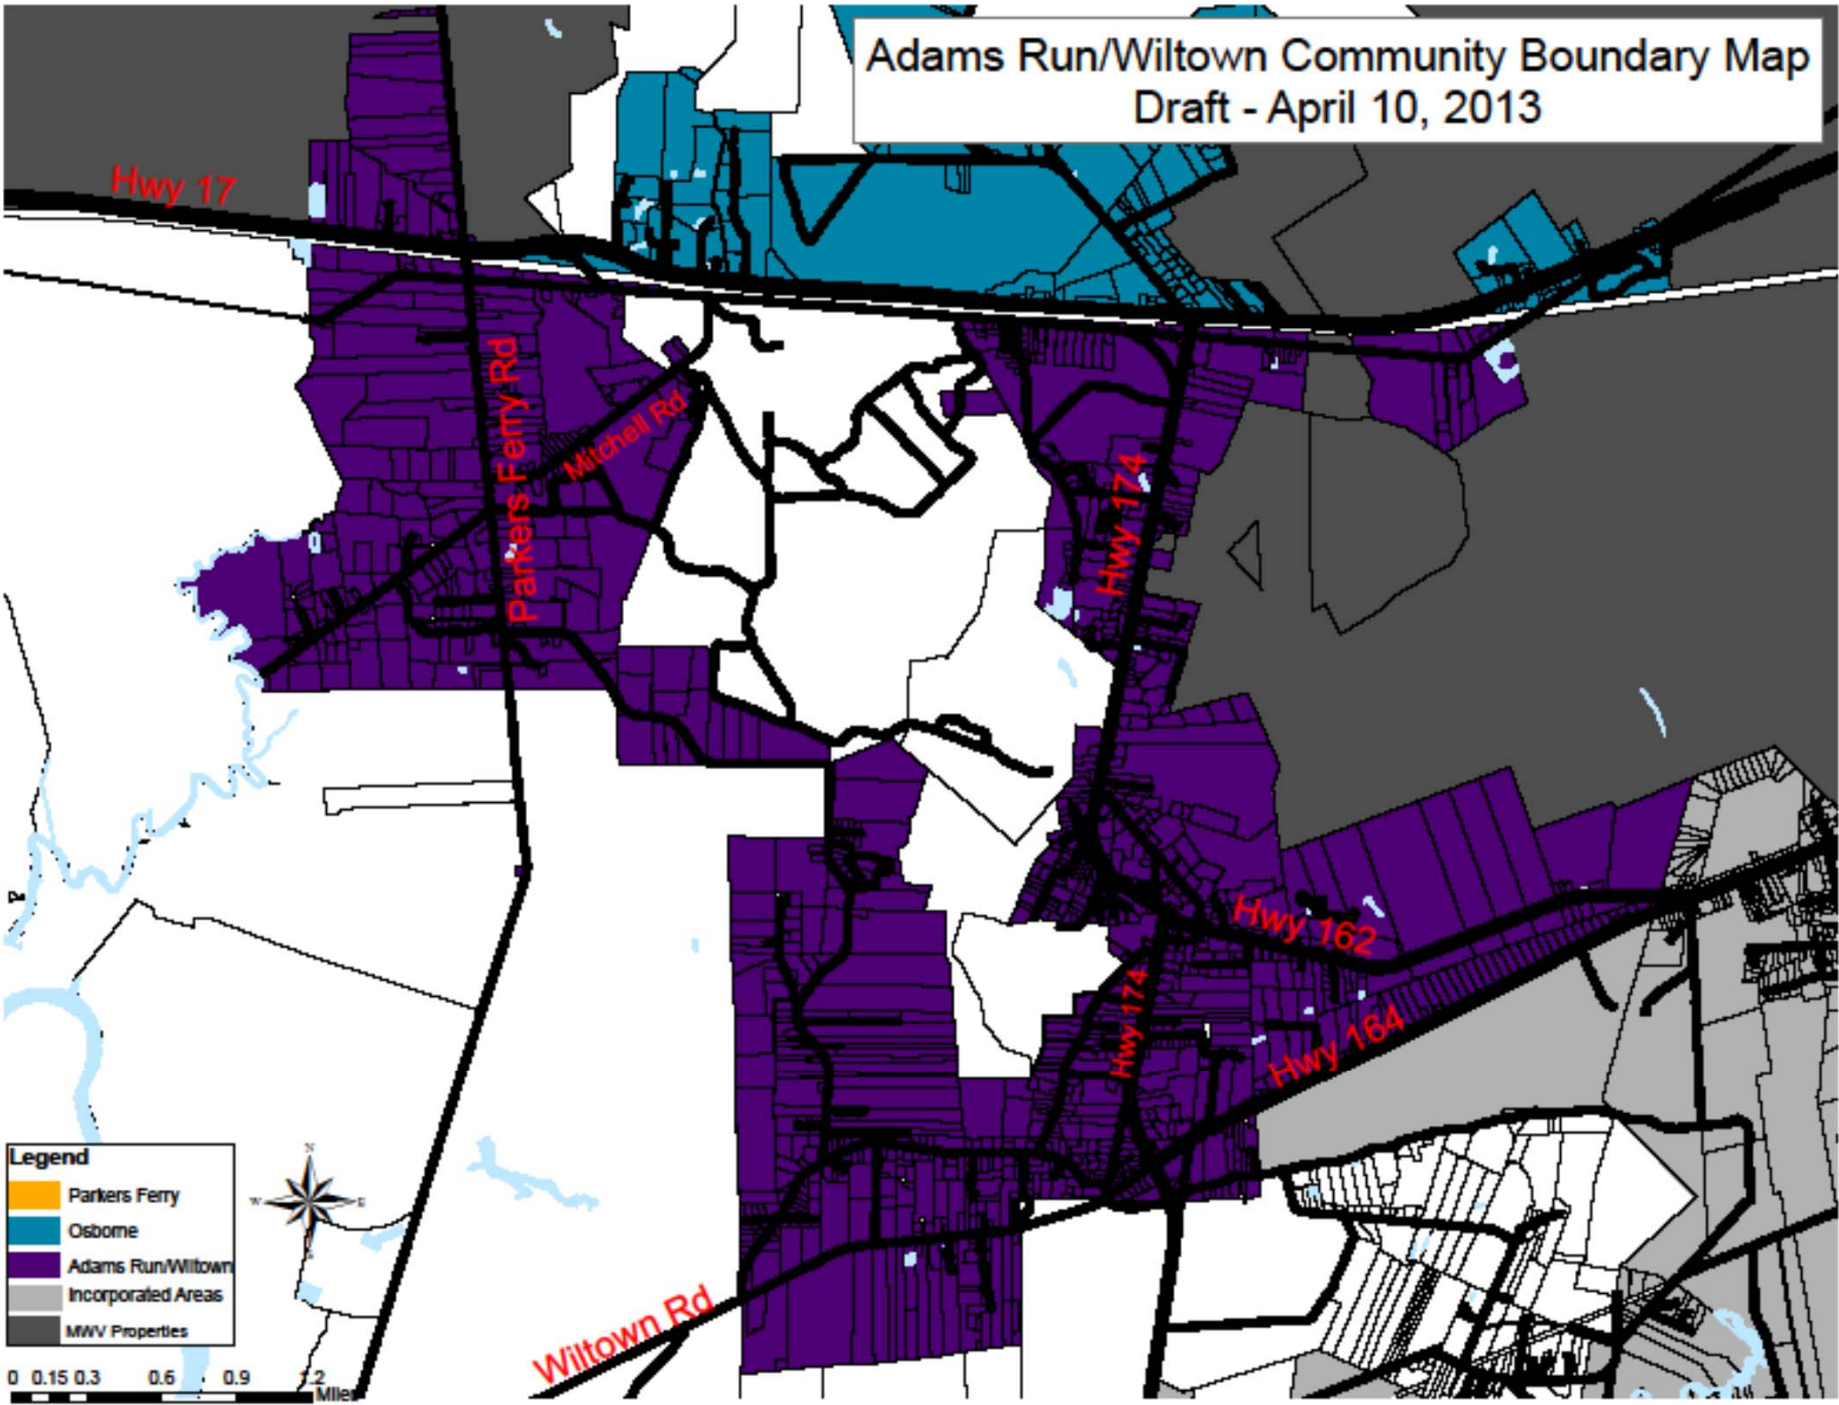 Adams Run/Wiltown Community Boundary Map
Draft - April 10, 2013
Hwy 17
Parkers Ferry Rd
Mitchell Rd
Hwy 174
Hwy 162
Hwy 174
Hwy 164
Wiltown Rd
Legend
Parkers Ferry
Osborne
Adams Run/Wiltown
Incorporated Areas
MWV Properties
N
W E
S
0 0.15 0.3 0.6 0.9 1.2
Miles